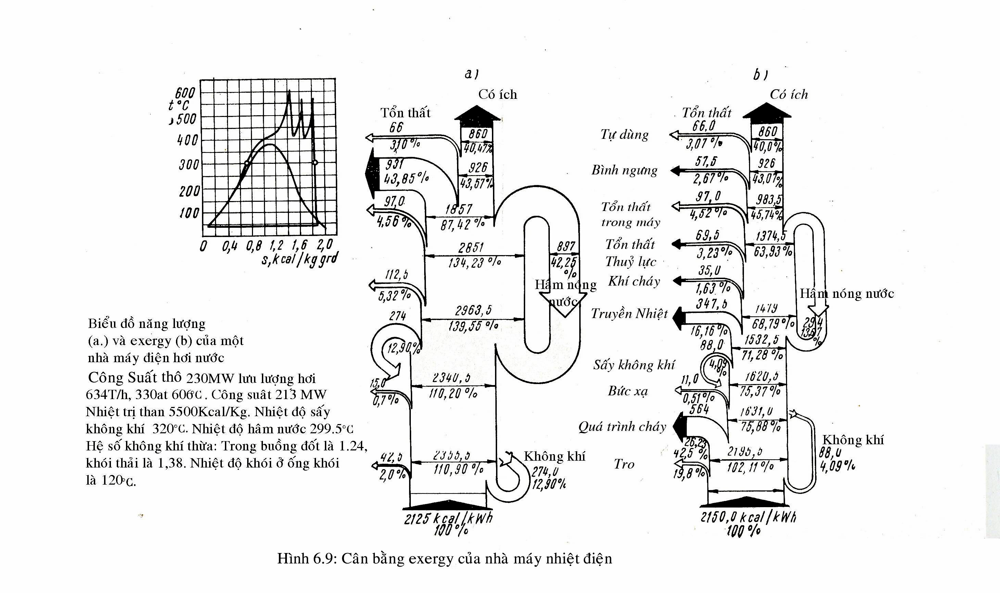 600
t°C
500
400
300
200
100
0 0,4 0,8 1,2 1,6 2,0
s, kcal/kg grd
Biểu đồ năng lượng
(a.) và exergy (b) của một
nhà máy điện hơi nước
Công Suất thô 230MW lưu lượng hơi
634T/h, 330at 606°C. Công suât 213 MW
Nhiệt trị than 5500Kcal/Kg. Nhiệt độ sấy
không khí 320°C. Nhiệt độ hâm nước 299.5°C
Hệ số không khí thừa: Trong buồng đốt là 1.24,
khói thải là 1,38. Nhiệt độ khói ở ống khói
là 120°C.
a)
Có ích
Tổn thất
66
3,10%
860
40,47%
931
43,85%
926
43,57%
97,0
4,56%
1857
87,42%
2851
134,23%
897
42,25
%
Hâm nóng
nước
112,5
5,32%
2963,5
139,55%
274
12,90%
2340,5
110,20%
15,0
0,7%
2355,5
110,90%
42,5
2,0%
Không khí
274,0
12,90%
2125 kcal/kWh
100%
b)
Có ích
Tổn thất
Tự dùng
66,0
3,07%
860
40,0%
Bình ngưng
57,5
2,67%
926
43,07%
Tổn thất
trong máy
97,0
4,52%
983,5
45,74%
Tổn thất
Thuỷ lực
69,5
3,23%
1374,5
63,93%
Khí cháy
35,0
1,63%
Hâm nóng nước
Truyền Nhiệt
347,5
16,16%
1479
68,79%
294
13,67
%
1532,5
71,28%
Sấy không khí
88,0
4,09
%
1620,5
75,37%
Bức xạ
11,0
0,51%
1631,0
75,88%
Quá trình cháy
564
26,23
%
Không khí
88,0
4,09%
Tro
42,5
19,8%
2195,5
102,11%
2150,0 kcal/kWh
100%
Hình 6.9: Cân bằng exergy của nhà máy nhiệt điện